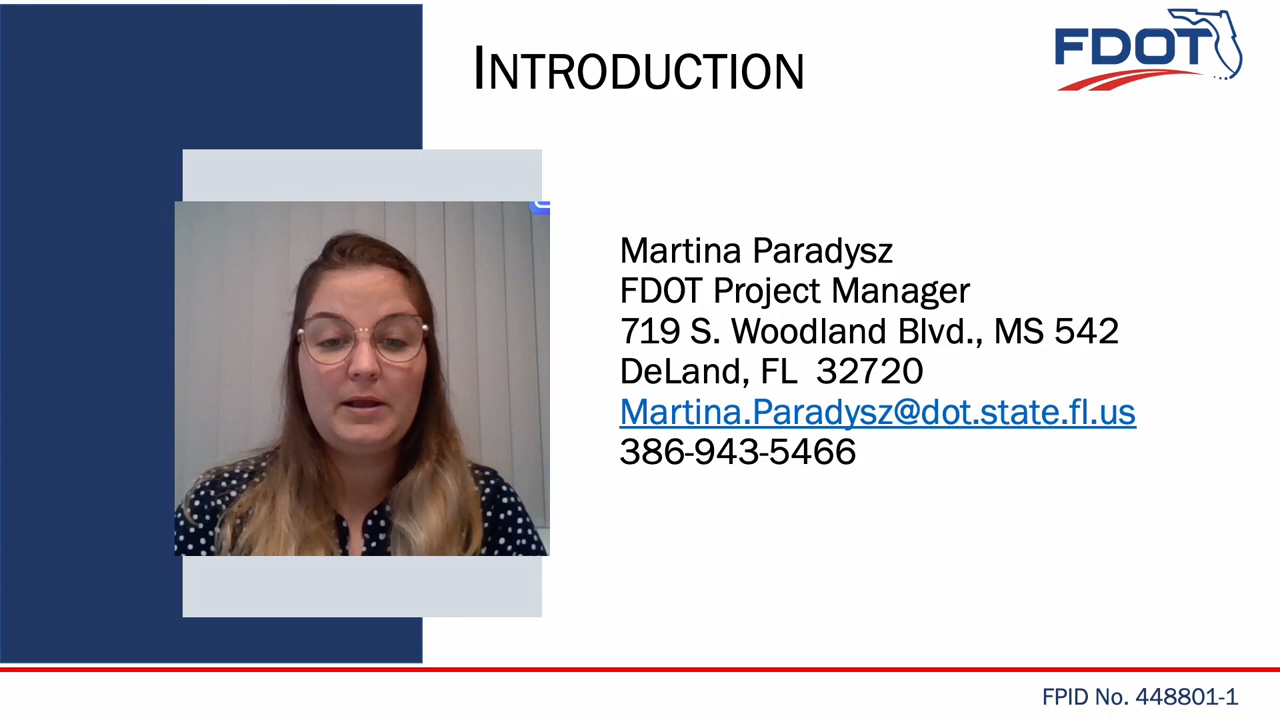 INTRODUCTION
FDOT
Martina Paradysz
FDOT Project Manager
719 S. Woodland Blvd., MS 542
DeLand, FL  32720
Martina.Paradysz@dot.state.fl.us
386-943-5466
FPID No. 448801-1